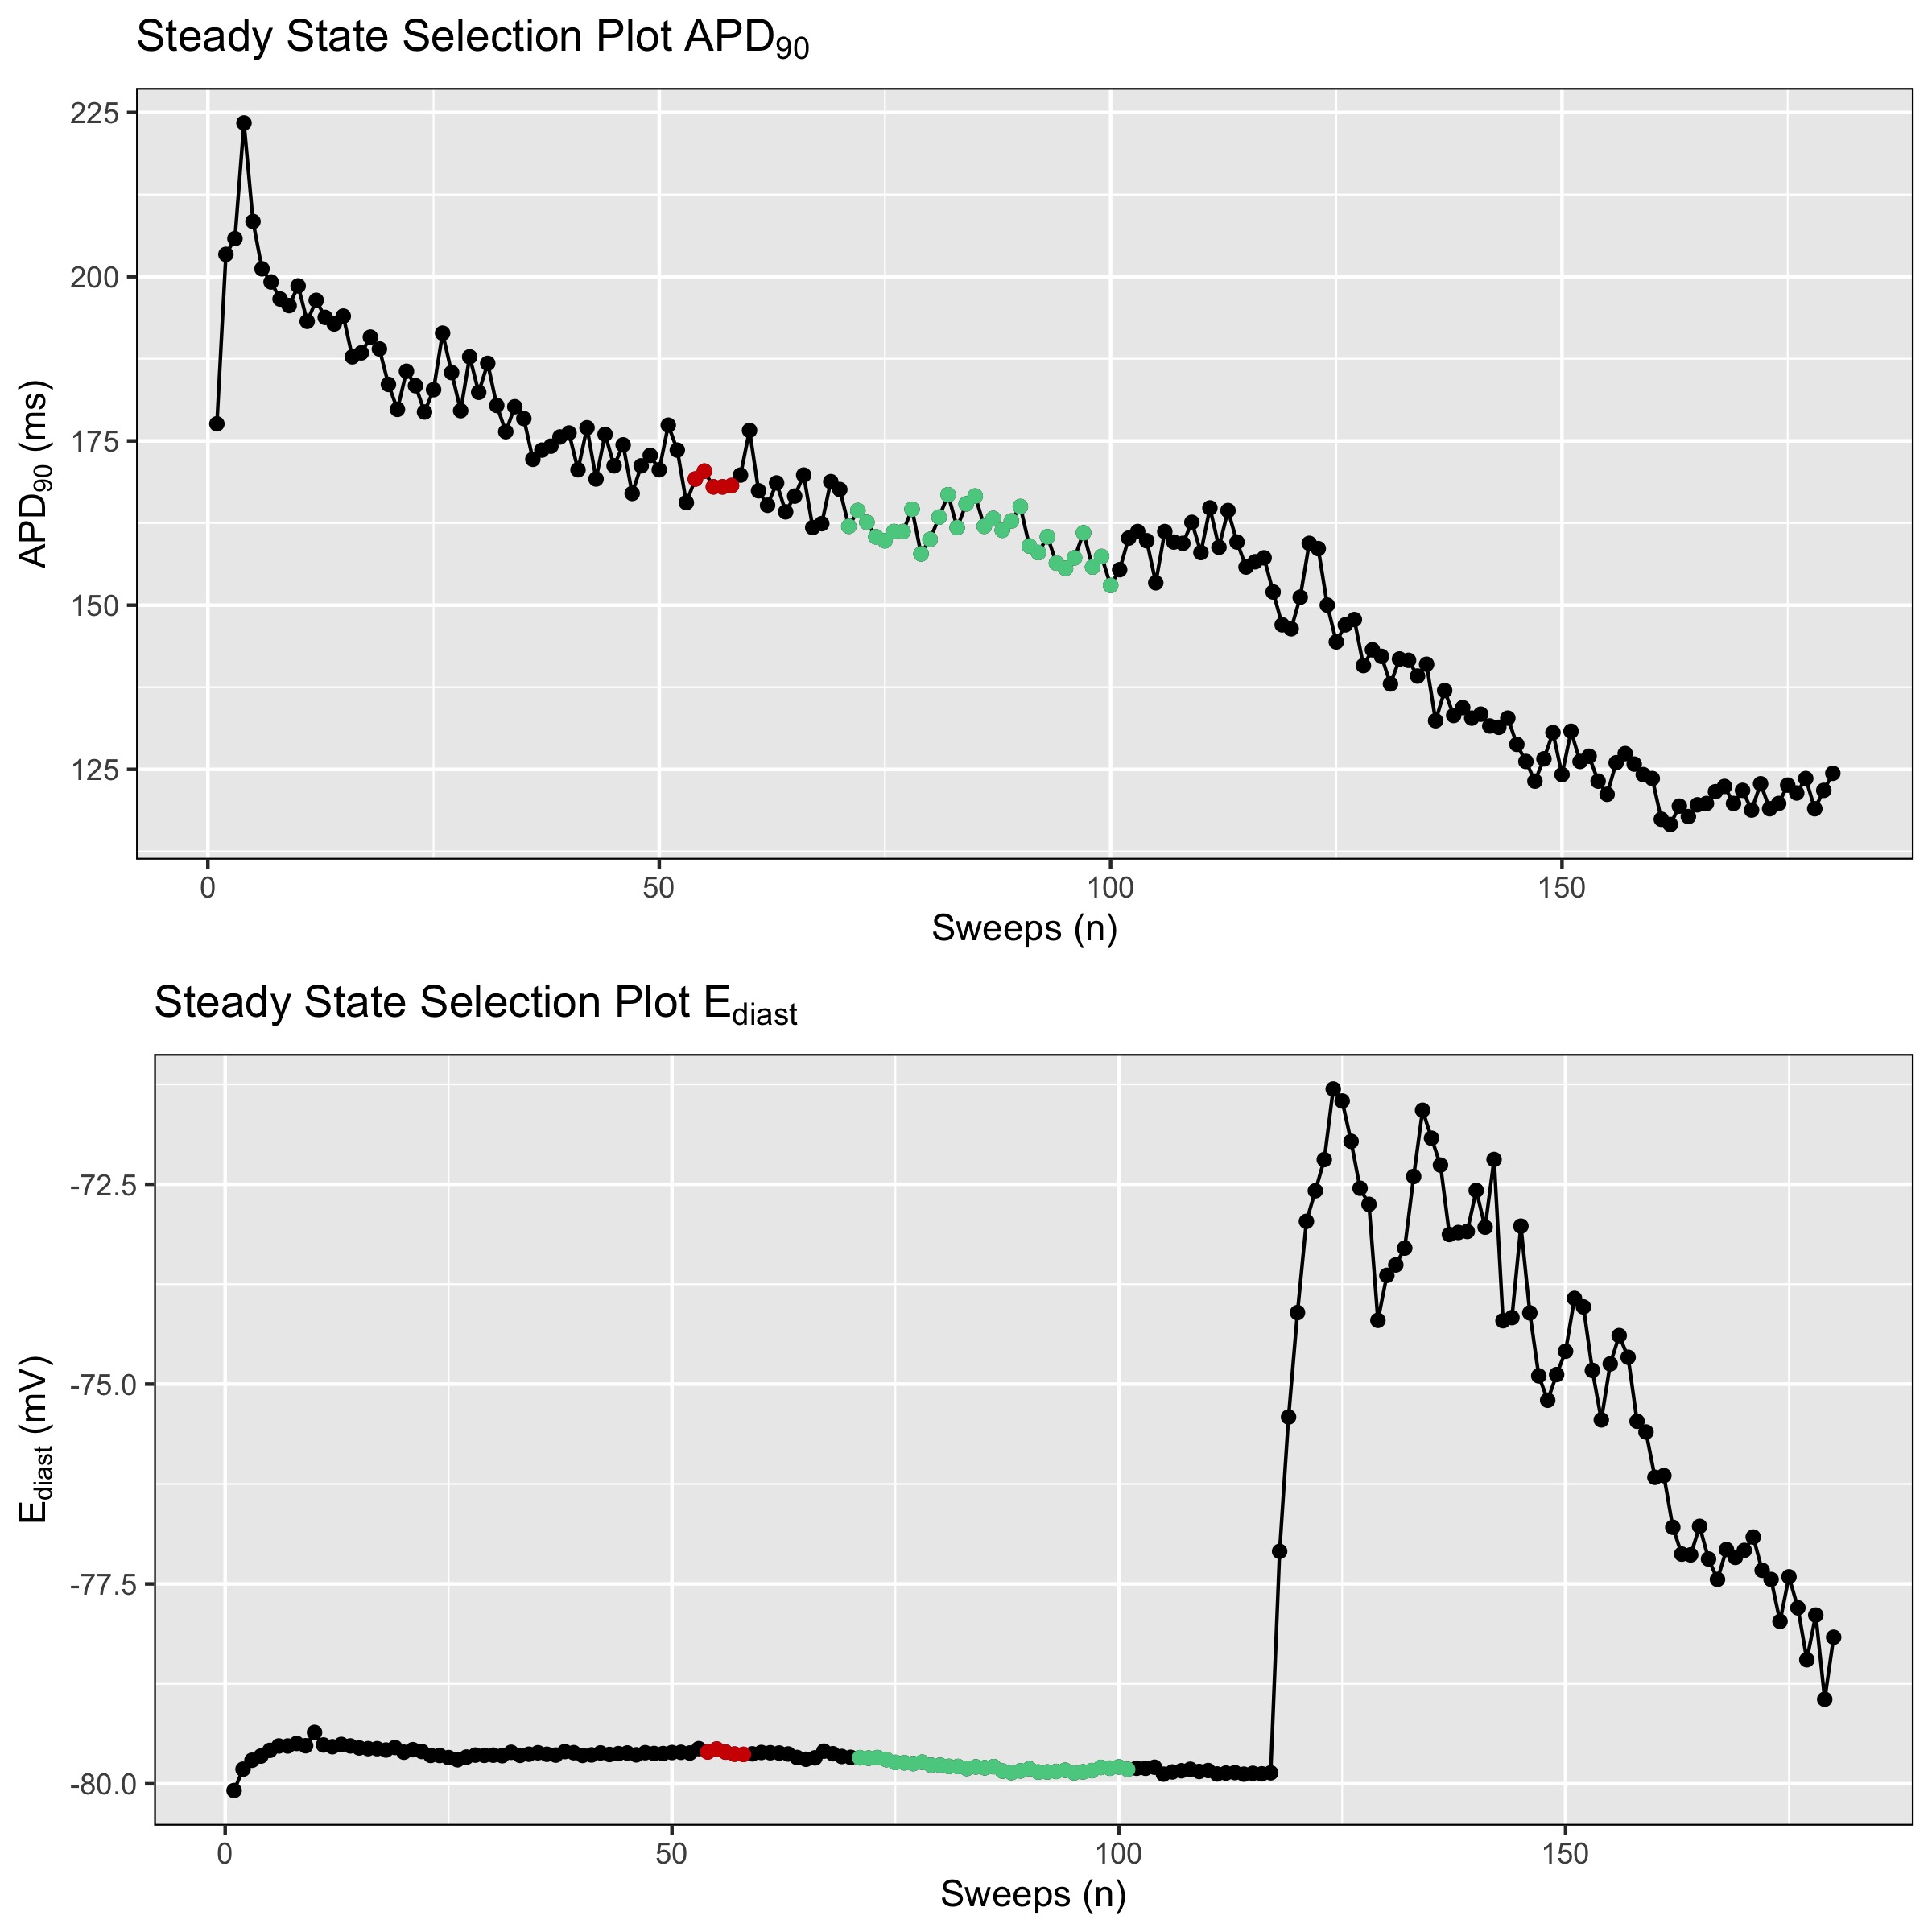 Steady State Selection Plot APD90
225
200
175
150
125
APD90 (ms)
0 50 100 150
Sweeps (n)
Steady State Selection Plot Ediast
-72.5
-75.0
-77.5
-80.0
Ediast (mV)
0 50 100 150
Sweeps (n)